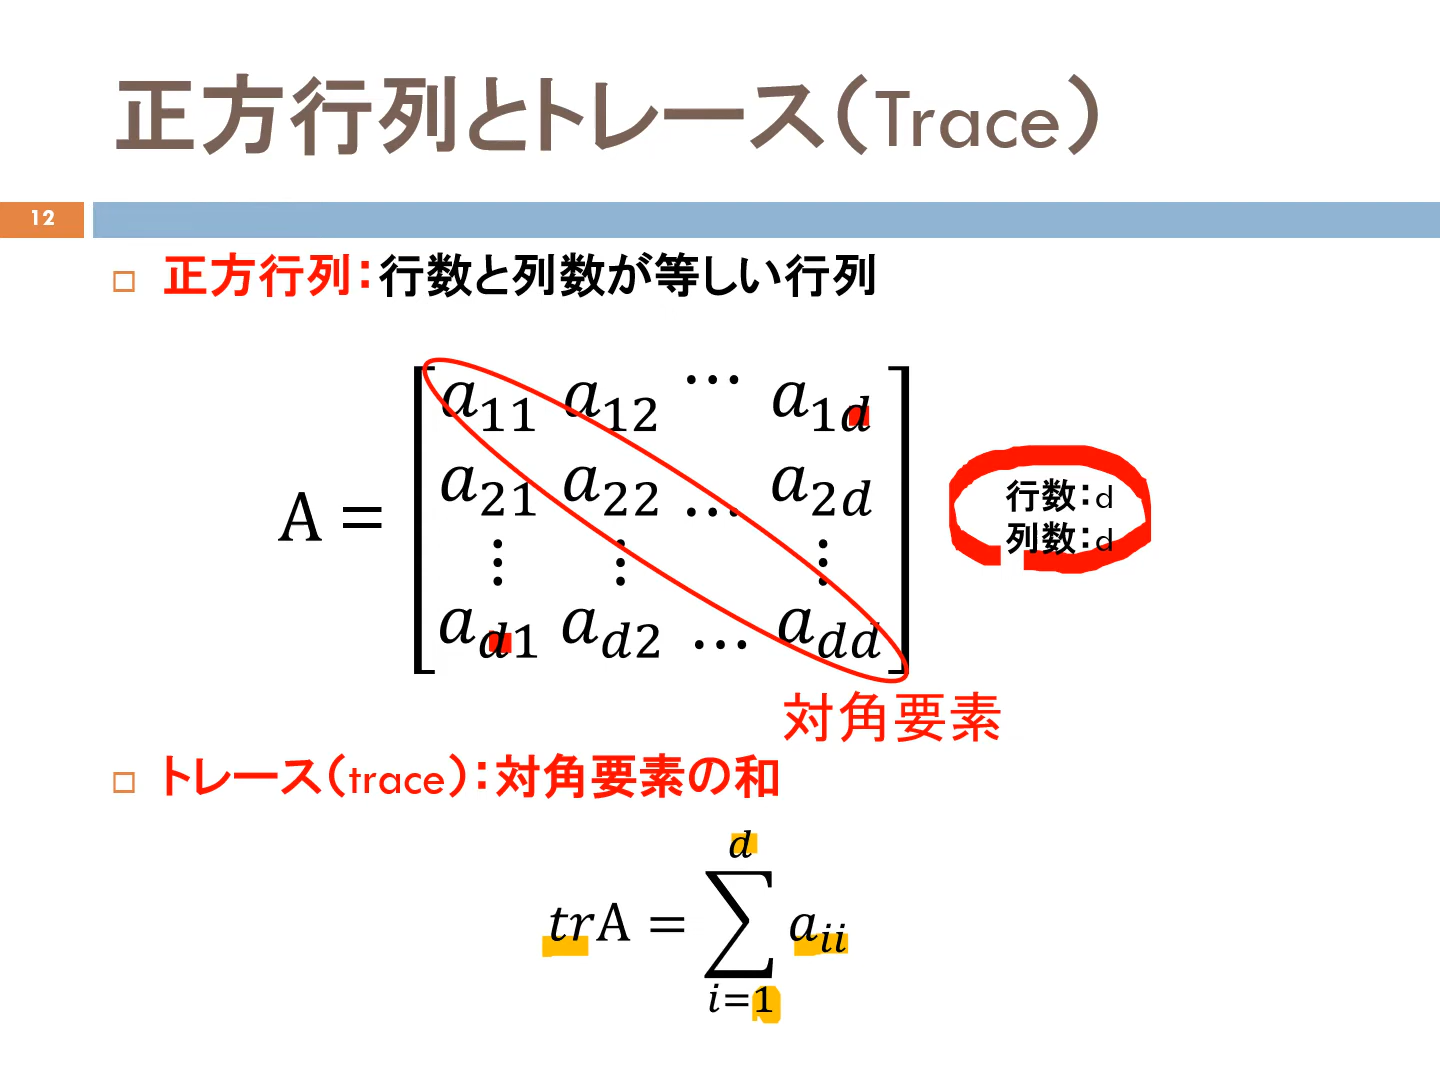 正方行列とトレース（Trace）
12
正方行列：行数と列数が等しい行列
a11 a12 ⋯ a1d
a21 a22 … a2d
A =
⋮ ⋮ ⋮
ad1 ad2 … add
行数：d
列数：d
対角要素
トレース（trace）：対角要素の和
d
trA = ∑ aii
i=1